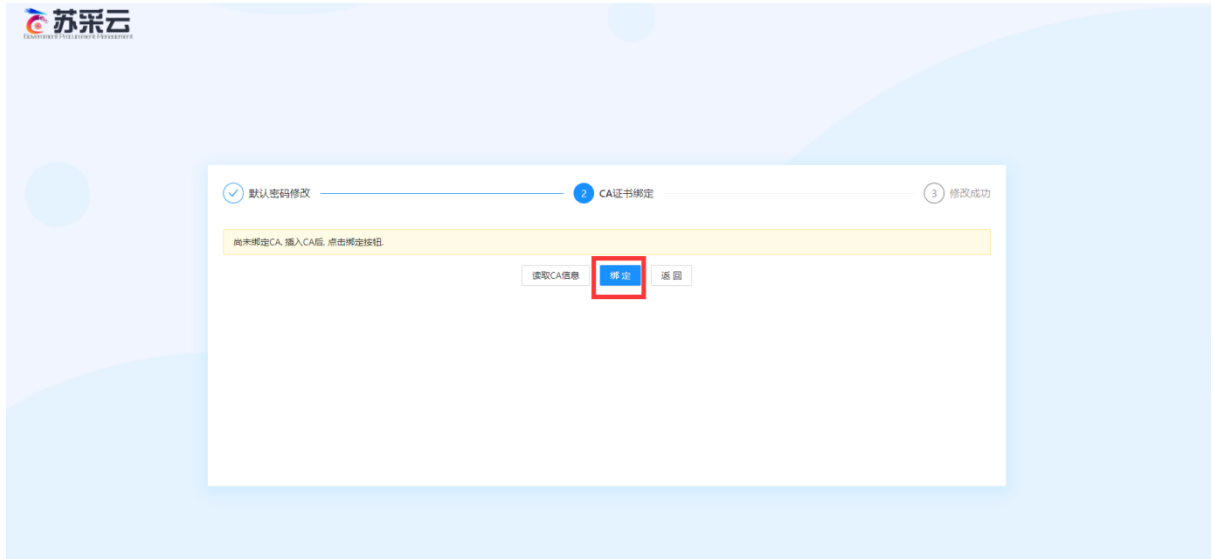 苏采云
Government Procurement Management
默认密码修改
2 CA证书绑定
3 修改成功
尚未绑定CA, 插入CA后, 点击绑定按钮.
读取CA信息 绑定 返回